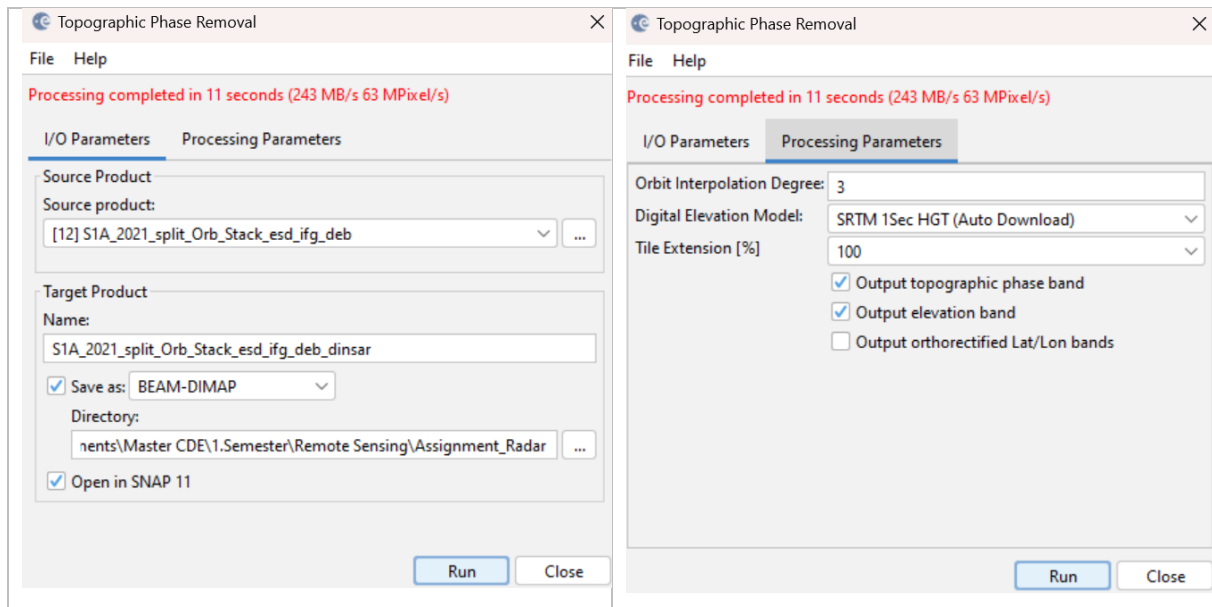 Topographic Phase Removal
File Help
Processing completed in 11 seconds (243 MB/s 63 MPixel/s)
I/O Parameters Processing Parameters
Source Product
Source product:
[12] S1A_2021_split_Orb_Stack_esd_ifg_deb
...
Target Product
Name:
S1A_2021_split_Orb_Stack_esd_ifg_deb_dinsar
Save as: BEAM-DIMAP
Directory:
nents\Master CDE\1.Semester\Remote Sensing\Assignment_Radar
...
Open in SNAP 11
Run Close
Topographic Phase Removal
File Help
Processing completed in 11 seconds (243 MB/s 63 MPixel/s)
I/O Parameters Processing Parameters
Orbit Interpolation Degree: 3
Digital Elevation Model: SRTM 1Sec HGT (Auto Download)
Tile Extension [%] 100
Output topographic phase band
Output elevation band
Output orthorectified Lat/Lon bands
Run Close